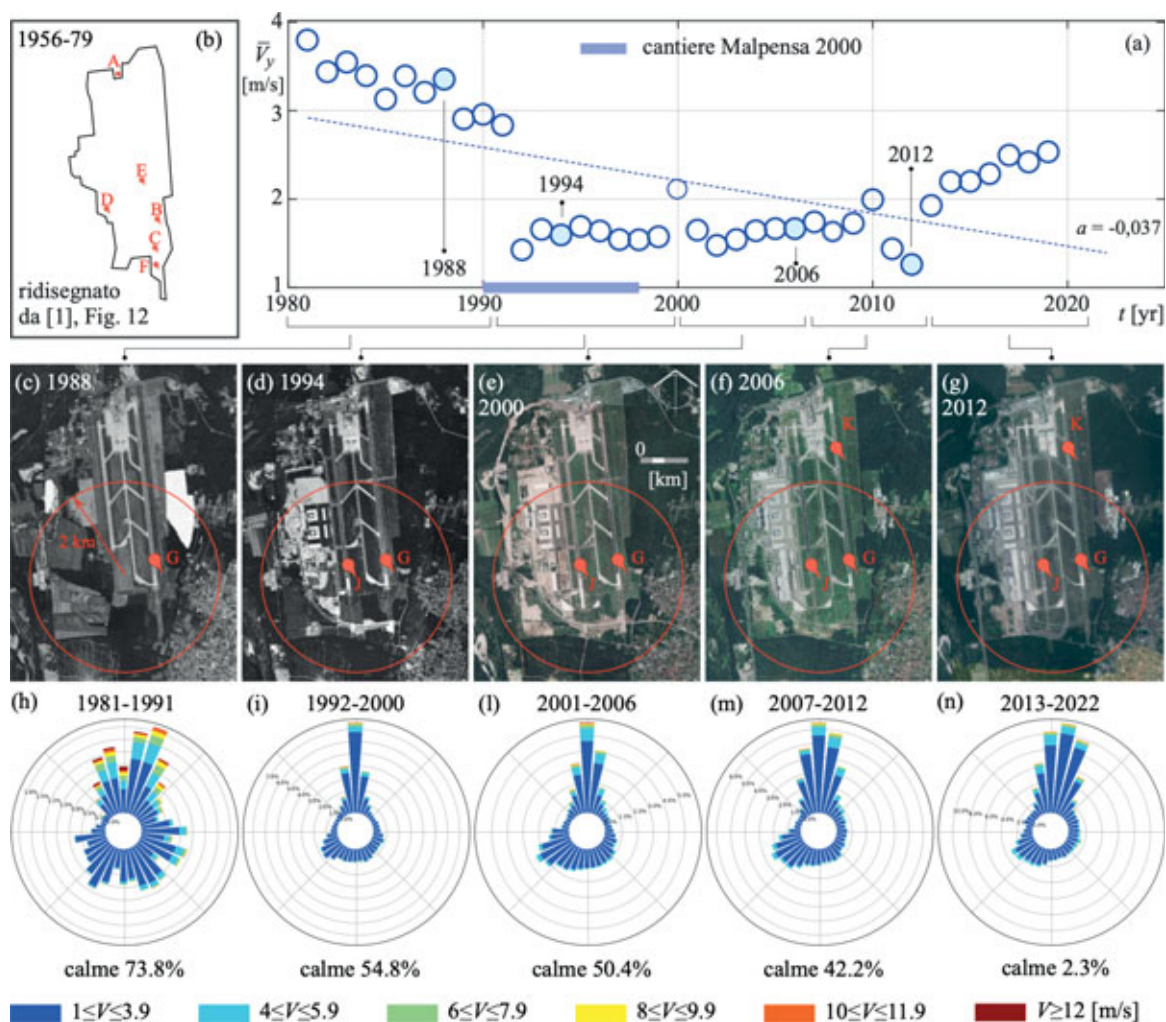 1956-79
(b)
A
E
D
B
C
F
ridisegnato
da [1], Fig. 12
(a)
V̅y
[m/s]
4
3
2
1
cantiere Malpensa 2000
1988
1994
2006
2012
a = -0,037
1980
1990
2000
2010
2020
t [yr]
(c) 1988
2 km
G
(d) 1994
J
G
(e)
2000
0
[km]
J
G
(f) 2006
K
J
G
(g)
2012
K
J
G
(h)
1981-1991
calme 73.8%
(i)
1992-2000
calme 54.8%
(l)
2001-2006
calme 50.4%
(m)
2007-2012
calme 42.2%
(n)
2013-2022
calme 2.3%
1≤V≤3.9
4≤V≤5.9
6≤V≤7.9
8≤V≤9.9
10≤V≤11.9
V≥12 [m/s]